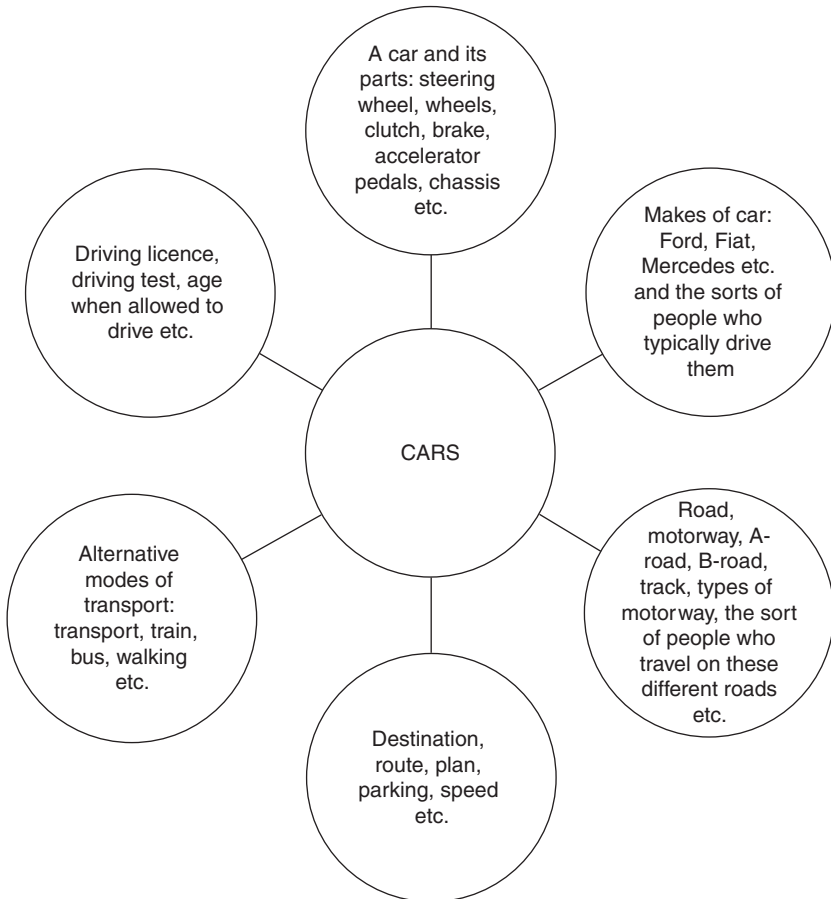 A car and its
parts: steering
wheel, wheels,
clutch, brake,
accelerator
pedals, chassis
etc.
Makes of car:
Ford, Fiat,
Mercedes etc.
and the sorts of
people who
typically drive
them
Driving licence,
driving test, age
when allowed to
drive etc.
CARS
Road,
motorway, A-
road, B-road,
track, types of
motorway, the sort
of people who
travel on these
different roads
etc.
Alternative
modes of
transport:
transport, train,
bus, walking
etc.
Destination,
route, plan,
parking, speed
etc.